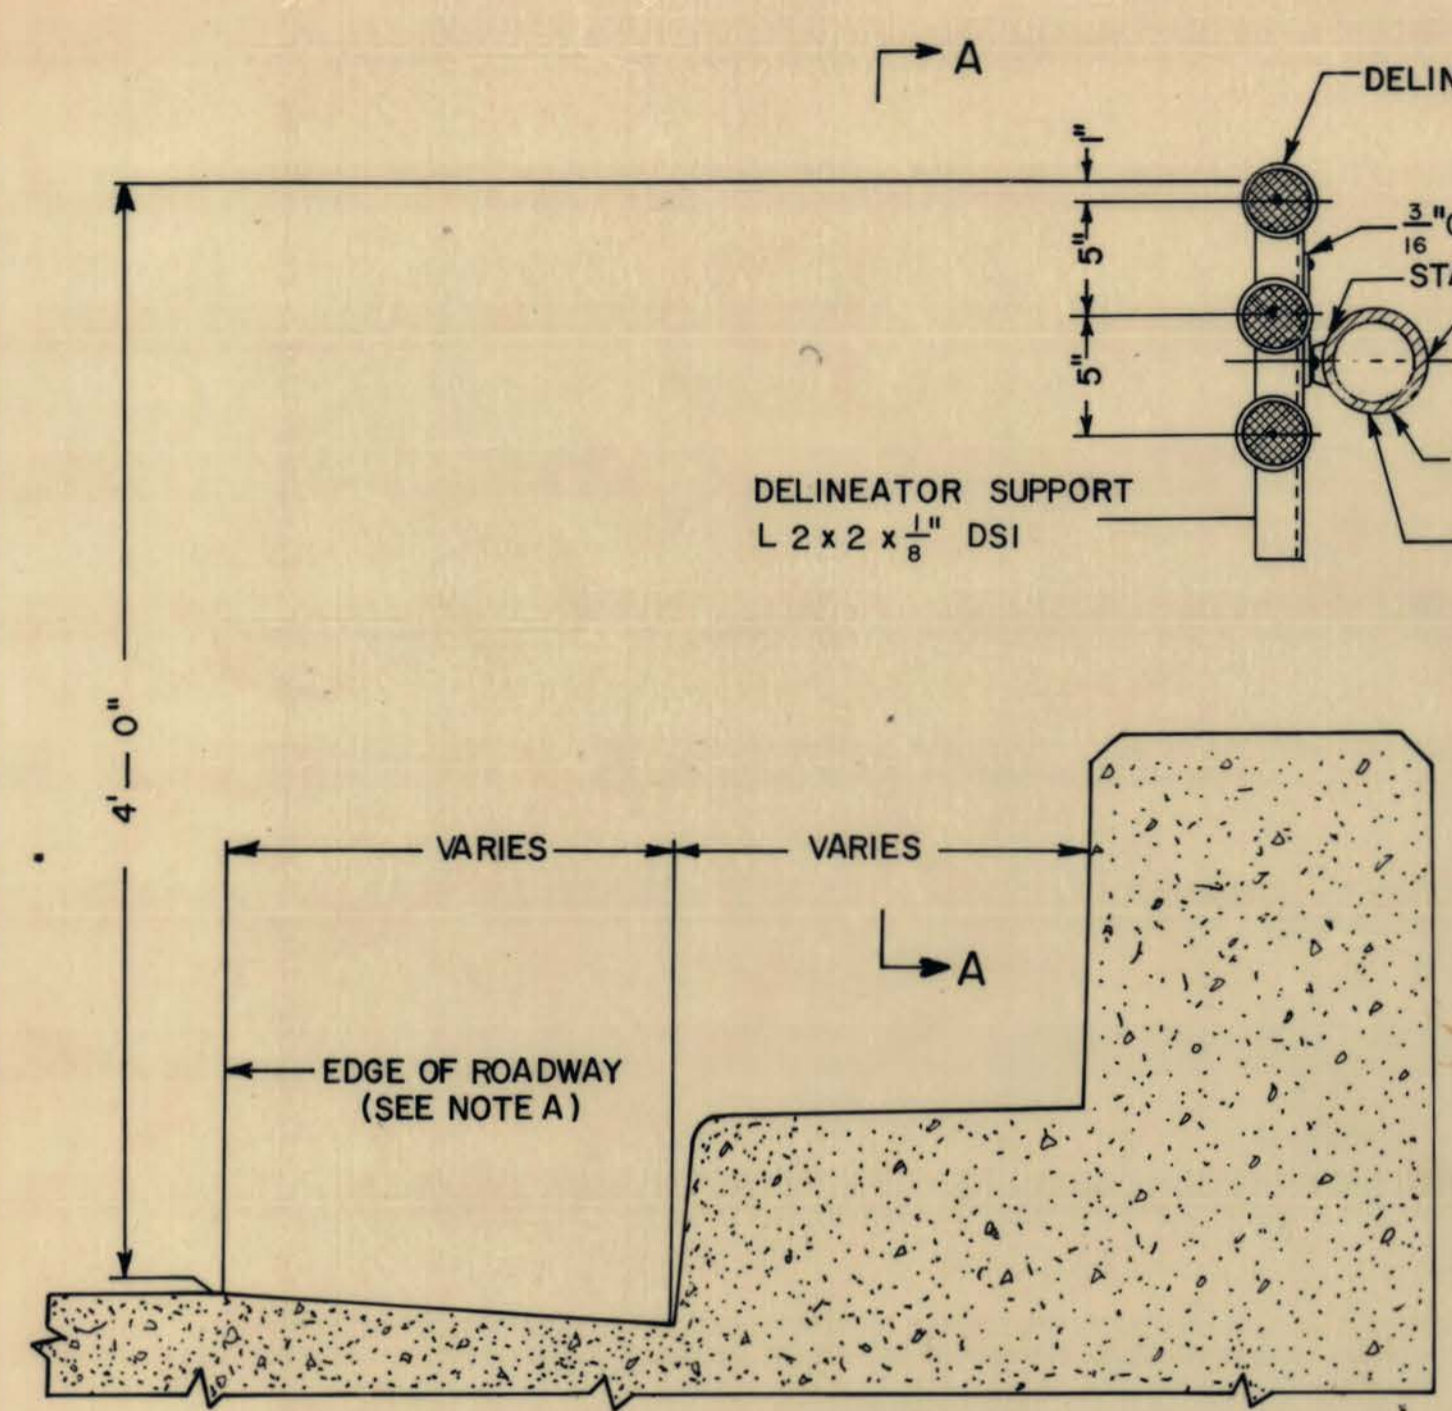 A
DELIN
1"
3/16"
5"
STA
5"
DELINEATOR SUPPORT
L 2 x 2 x 1/8" DSI
4'—0"
VARIES
VARIES
A
EDGE OF ROADWAY
(SEE NOTE A)